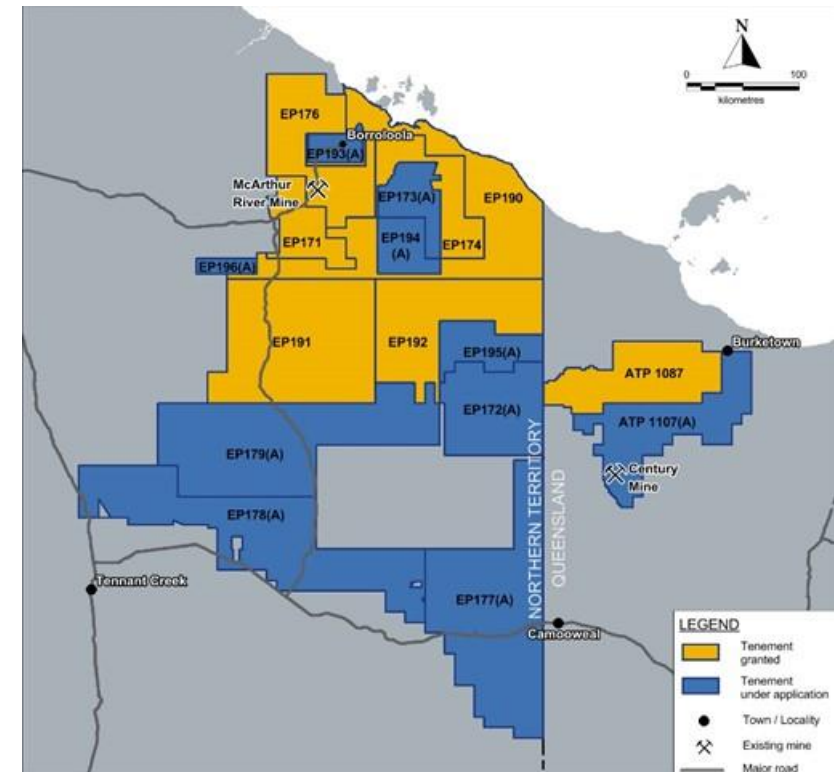 N
0 100
kilometres
EP176
Borroloola
EP193(A)
McArthur
River Mine
EP173(A)
EP190
EP194
(A)
EP174
EP171
EP196(A)
EP191
EP192
EP195(A)
Burketown
ATP 1087
EP172(A)
ATP 1107(A)
EP179(A)
Century
Mine
NORTHERN TERRITORY
QUEENSLAND
EP178(A)
Tennant Creek
EP177(A)
Camooweal
LEGEND
Tenement
granted
Tenement
under application
Town / Locality
Existing mine
Major road